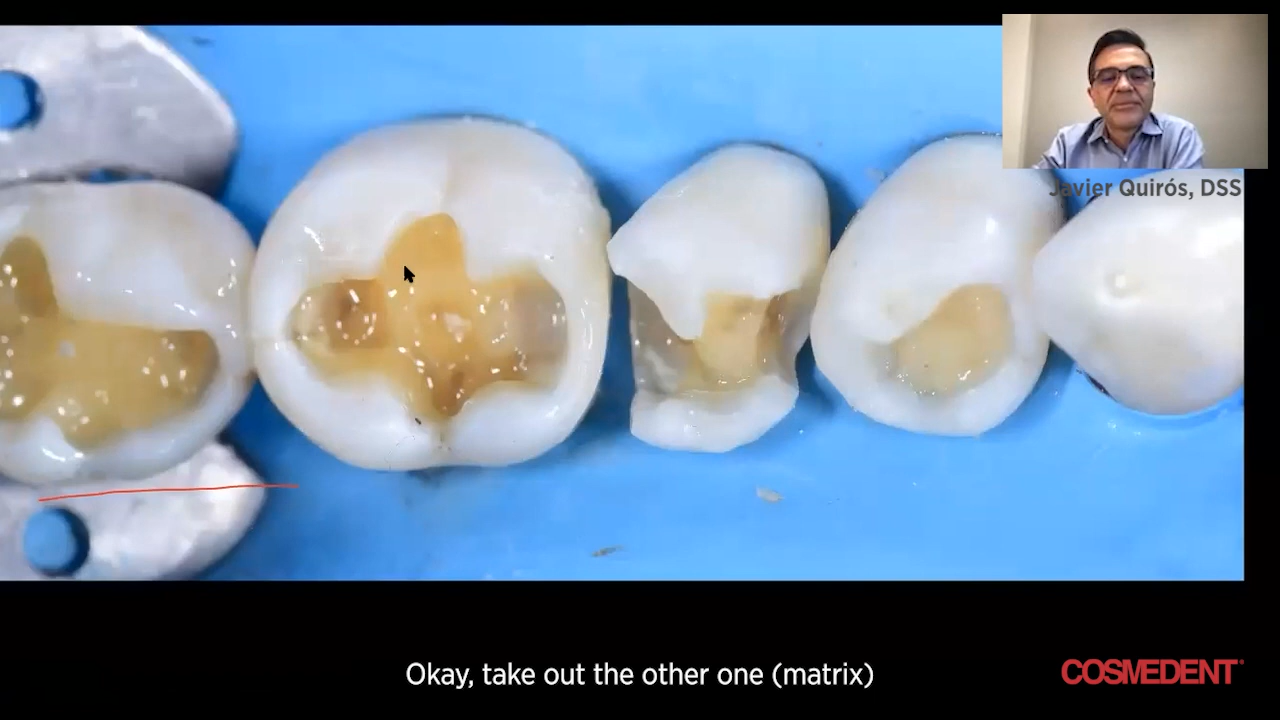 Javier Quirós, DSS
Okay, take out the other one (matrix)
COSMEDENT